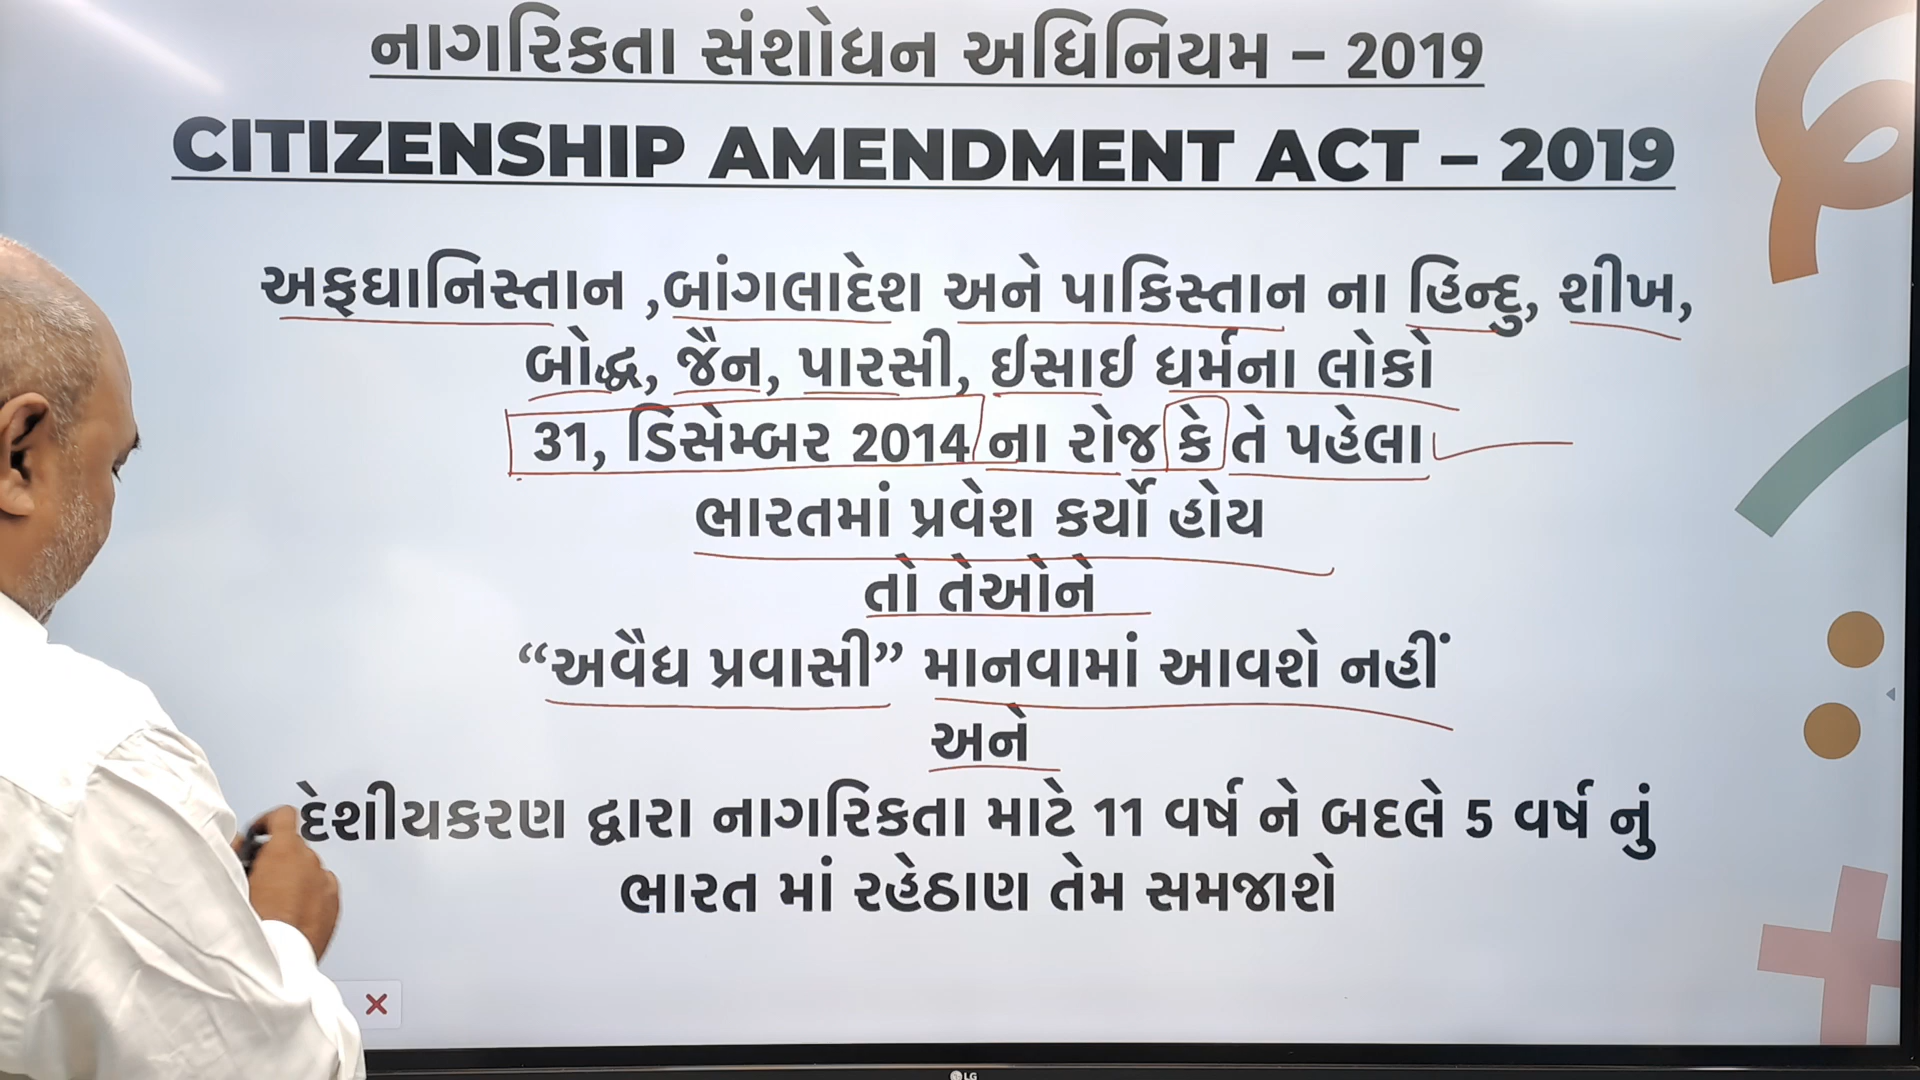 નાગરિકતા સંશોધન અધિનિયમ – 2019
CITIZENSHIP AMENDMENT ACT – 2019
અફઘાનિસ્તાન ,બાંગલાદેશ અને પાકિસ્તાન ના હિન્દુ, શીખ,
બોદ્ધ, જૈન, પારસી, ઈસાઈ ધર્મના લોકો
31, ડિસેમ્બર 2014 ના રોજ કે તે પહેલા
ભારતમાં પ્રવેશ કર્યો હોય
તો તેઓને
“અવૈધ પ્રવાસી” માનવામાં આવશે નહીં
અને
દેશીયકરણ દ્વારા નાગરિકતા માટે 11 વર્ષ ને બદલે 5 વર્ષ નું
ભારત માં રહેઠાણ તેમ સમજાશે
LG